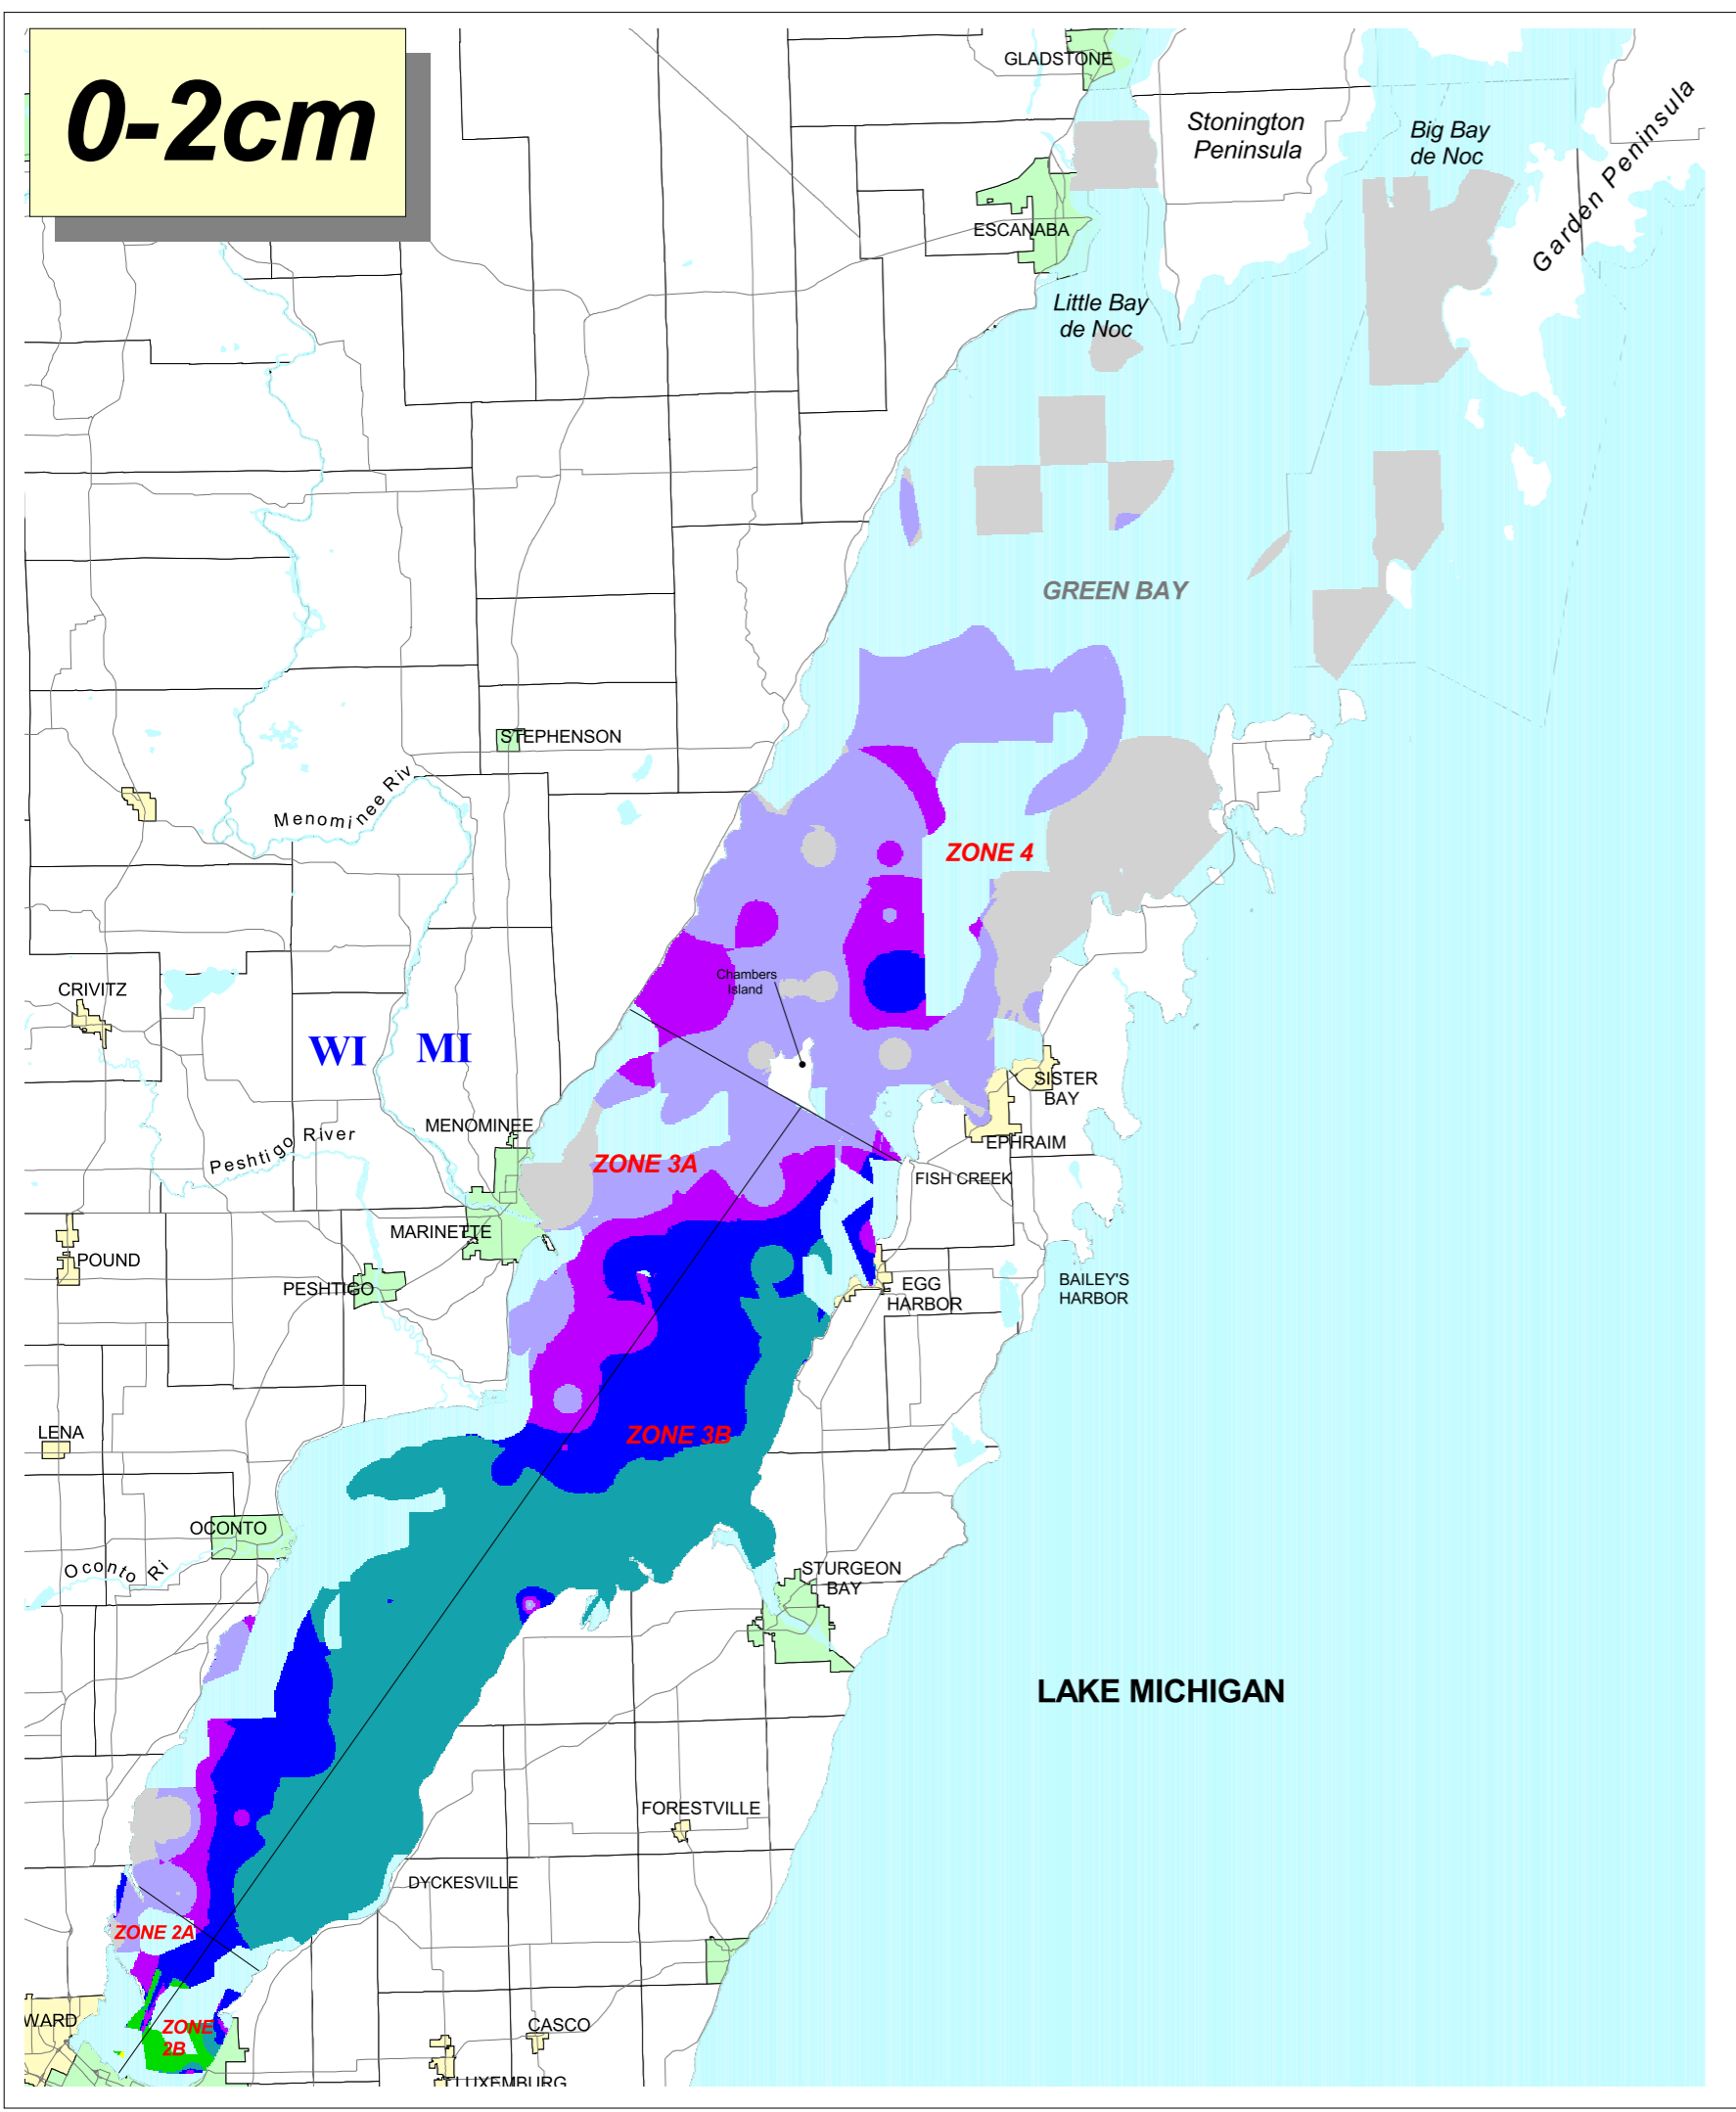 0-2cm
GLADSTONE
Stonington
Peninsula
Big Bay
de Noc
Garden Peninsula
ESCANABA
Little Bay
de Noc
GREEN BAY
STEPHENSON
Menominee Riv
ZONE 4
Chambers
Island
CRIVITZ
WI
MI
SISTER
BAY
MENOMINEE
EPHRAIM
Peshtigo River
ZONE 3A
FISH CREEK
MARINETTE
POUND
PESHTIGO
EGG
HARBOR
BAILEY'S
HARBOR
LENA
ZONE 3B
OCONTO
Oconto Ri
STURGEON
BAY
LAKE MICHIGAN
FORESTVILLE
DYCKESVILLE
ZONE 2A
WARD
ZONE
2B
CASCO
LUXEMBURG